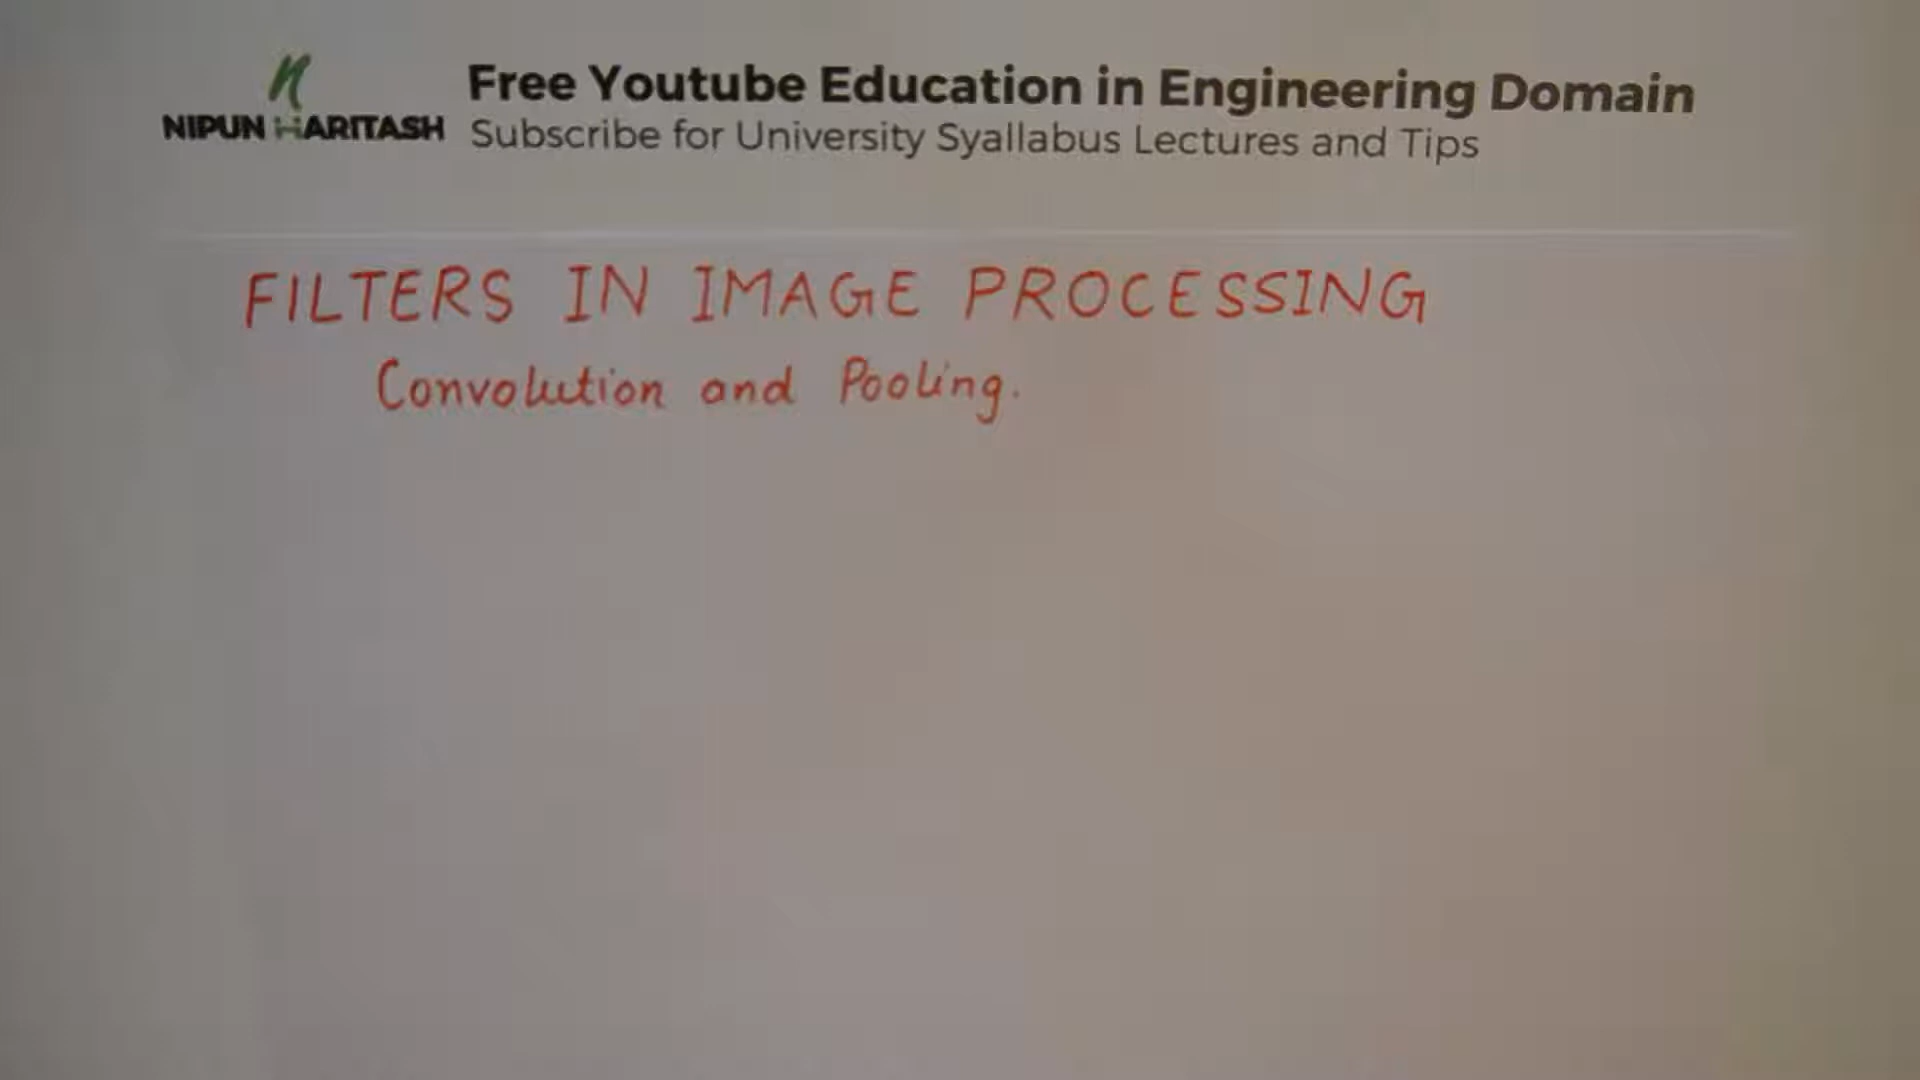 n
NIPUN HARITASH
Free Youtube Education in Engineering Domain
Subscribe for University Syallabus Lectures and Tips
FILTERS IN IMAGE PROCESSING
Convolution and Pooling.